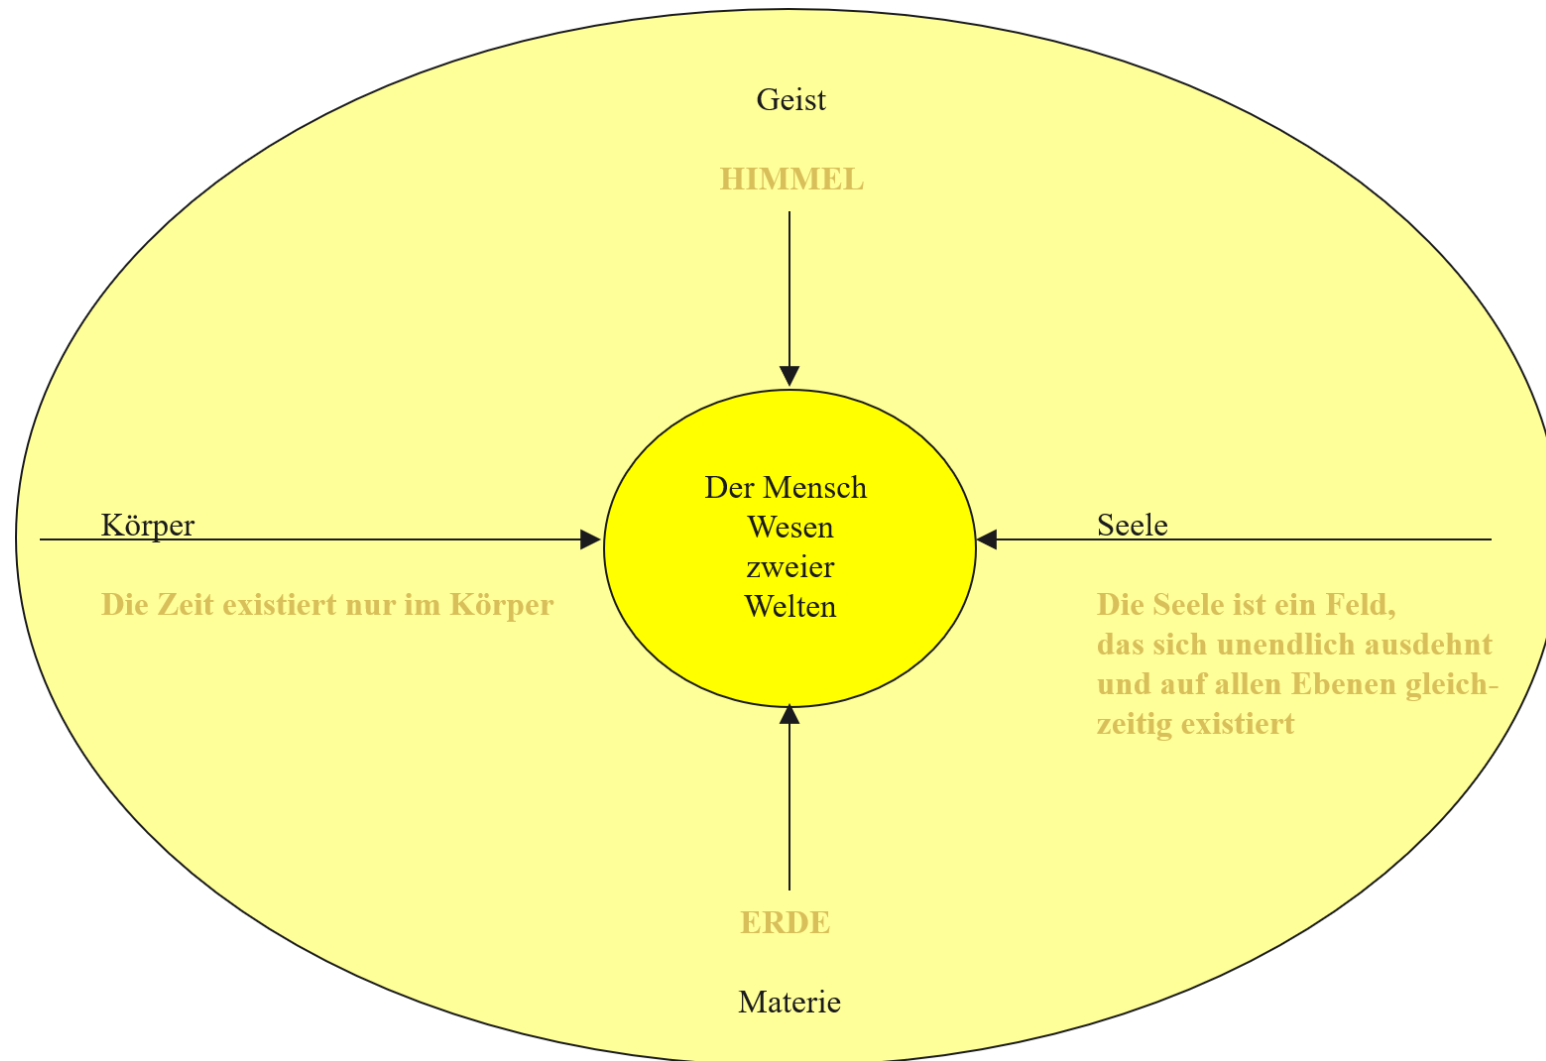 Geist
HIMMEL
Der Mensch
Wesen
zweier
Welten
Körper
Die Zeit existiert nur im Körper
Seele
Die Seele ist ein Feld,
das sich unendlich ausdehnt
und auf allen Ebenen gleich-
zeitig existiert
ERDE
Materie